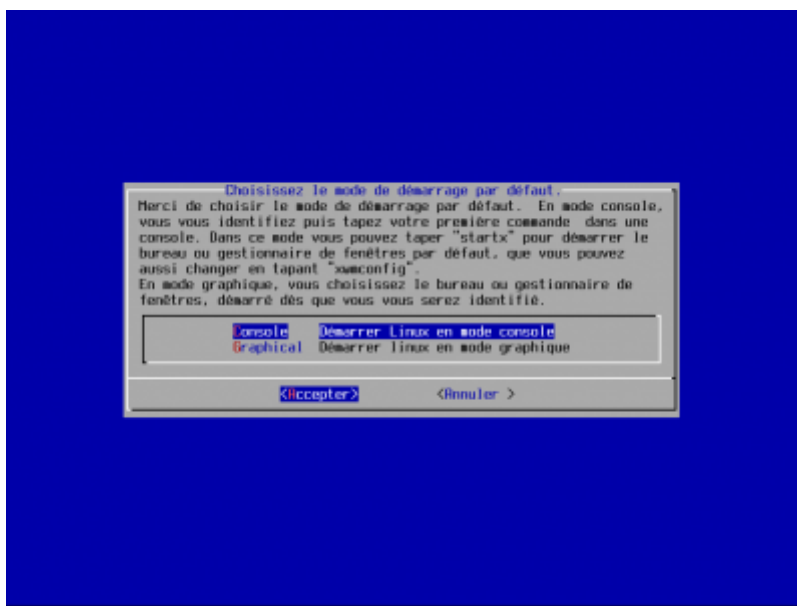 Choisissez le mode de démarrage par défaut.
Merci de choisir le mode de démarrage par défaut.  En mode console,
vous vous identifiez puis tapez votre première commande  dans une
console. Dans ce mode vous pouvez taper "startx" pour démarrer le
bureau ou gestionnaire de fenêtres par défaut, que vous pouvez
aussi changer en tapant "xwmconfig".
En mode graphique, vous choisissez le bureau ou gestionnaire de
fenêtres, démarré dès que vous vous serez identifié.
Console Démarrer Linux en mode console
Graphical Démarrer linux en mode graphique
<Accepter> <Annuler >